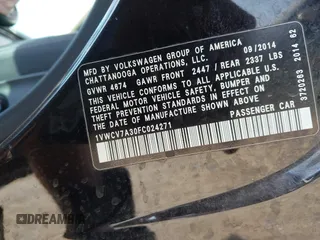 MFD BY VOLKSWAGEN GROUP OF AMERICA
CHATTANOOGA OPERATIONS, LLC. 09/2014
GVWR 4674 GAWR FRONT 2447 / REAR 2337 LBS
THIS VEHICLE CONFORMS TO ALL APPLICABLE
FEDERAL MOTOR VEHICLE SAFETY, BUMPER AND
THEFT PREVENTION STANDARDS IN EFFECT ON THE
DATE OF MANUFACTURE SHOWN ABOVE.
1VWCV7A30FC024271 PASSENGER CAR
3720263 2014 62
DREAMBID